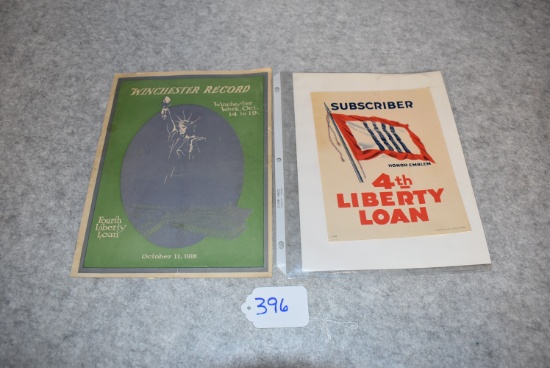 WINCHESTER RECORD
Winchester
Week, Oct.
14 to 19.
Fourth
Liberty
Loan
October 11, 1918
SUBSCRIBER
HONOR EMBLEM
4th
LIBERTY
LOAN
396